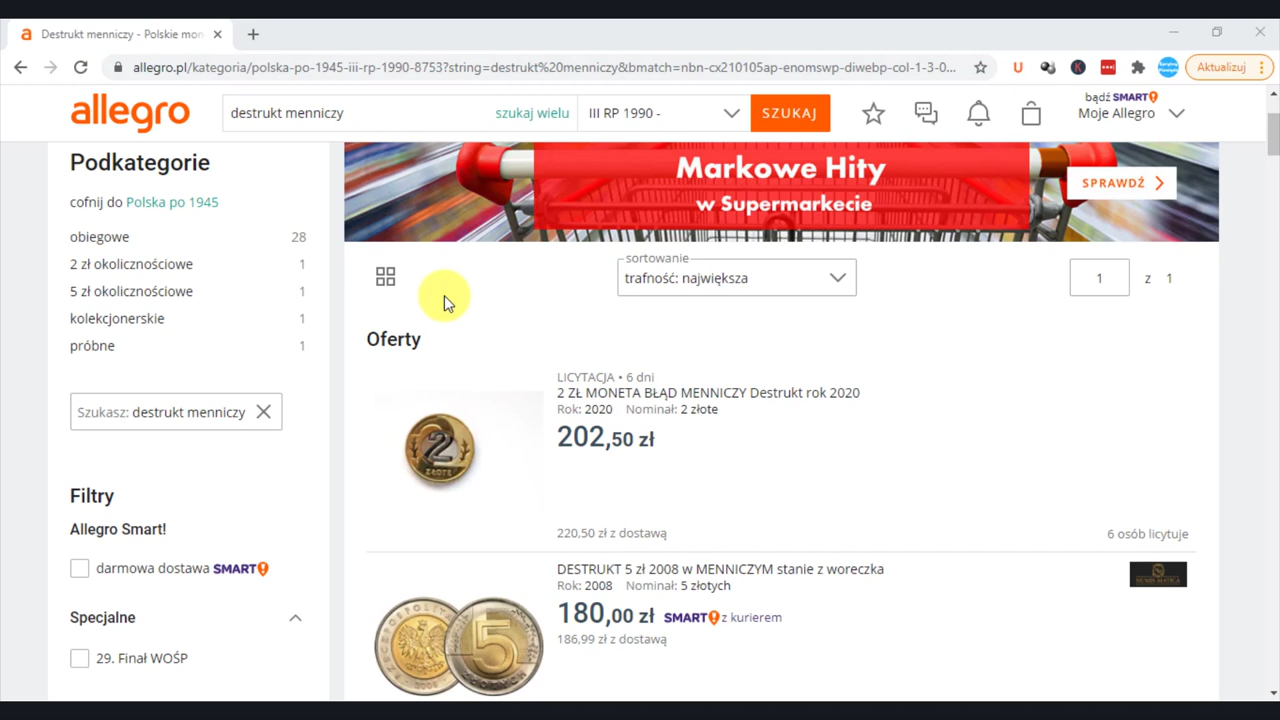 Destrukt menniczy - Polskie mon
allegro.pl/kategoria/polska-po-1945-iii-rp-1990-8753?string=destrukt%20menniczy&bmatch=nbn-cx210105ap-enomswp-diwebp-col-1-3-0...
Aktualizuj
allegro
destrukt menniczy
szukaj wielu
III RP 1990 -
SZUKAJ
bądź SMART!
Moje Allegro
Podkategorie
cofnij do Polska po 1945
obiegowe 28
2 zł okolicznościowe 1
5 zł okolicznościowe 1
kolekcjonerskie 1
próbne 1
Szukasz: destrukt menniczy
Filtry
Allegro Smart!
darmowa dostawa SMART!
Specjalne
29. Finał WOŚP
Markowe Hity
w Supermarkecie
SPRAWDŹ
sortowanie
trafność: największa
1 z 1
Oferty
LICYTACJA • 6 dni
2 ZŁ MONETA BŁĄD MENNICZY Destrukt rok 2020
Rok: 2020 Nominał: 2 złote
202,50 zł
220,50 zł z dostawą
6 osób licytuje
2
ZŁOTE
DESTRUKT 5 zł 2008 w MENNICZYM stanie z woreczka
Rok: 2008 Nominał: 5 złotych
180,00 zł SMART! z kurierem
186,99 zł z dostawą
5